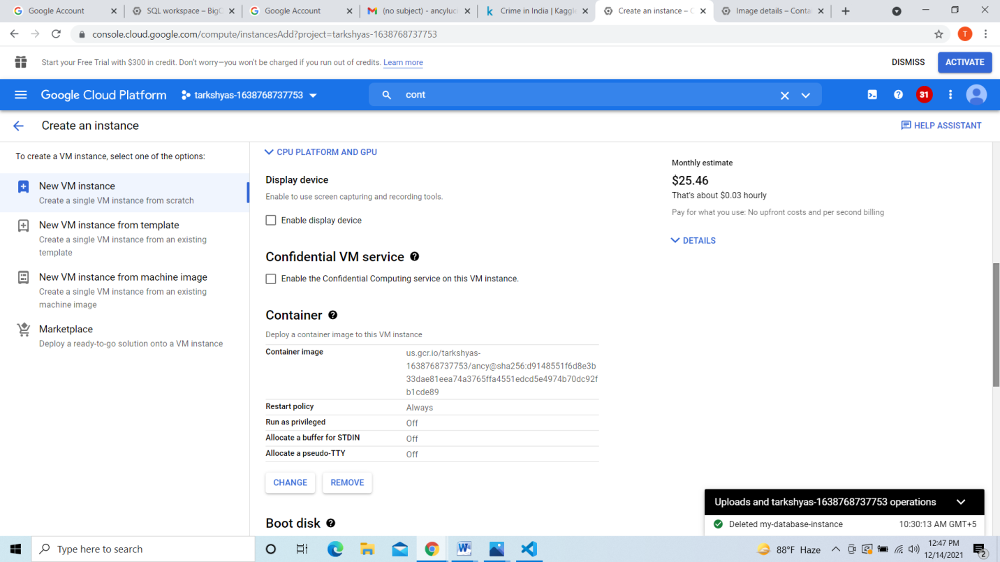 Google Account
SQL workspace – BigC
Google Account
(no subject) - ancyluci
Crime in India | Kaggle
Create an instance – C
Image details – Conta
console.cloud.google.com/compute/instancesAdd?project=tarkshyas-1638768737753
T
Start your Free Trial with $300 in credit. Don't worry—you won't be charged if you run out of credits. Learn more
DISMISS
ACTIVATE
Google Cloud Platform
tarkshyas-1638768737753
cont
31
Create an instance
HELP ASSISTANT
To create a VM instance, select one of the options:
New VM instance
Create a single VM instance from scratch
New VM instance from template
Create a single VM instance from an existing
template
New VM instance from machine image
Create a single VM instance from an existing
machine image
Marketplace
Deploy a ready-to-go solution onto a VM instance
CPU PLATFORM AND GPU
Display device
Enable to use screen capturing and recording tools.
Enable display device
Confidential VM service
Enable the Confidential Computing service on this VM instance.
Container
Deploy a container image to this VM instance
Container image
us.gcr.io/tarkshyas-
1638768737753/ancy@sha256:d9148551f6d8e3b
33dae81eea74a3765ffa4551edcd5e4974b70dc92f
b1cde89
Restart policy
Always
Run as privileged
Off
Allocate a buffer for STDIN
Off
Allocate a pseudo-TTY
Off
CHANGE
REMOVE
Boot disk
Monthly estimate
$25.46
That's about $0.03 hourly
Pay for what you use: No upfront costs and per second billing
DETAILS
Uploads and tarkshyas-1638768737753 operations
Deleted my-database-instance
10:30:13 AM GMT+5
Type here to search
88°F Haze
12:47 PM
12/14/2021
2